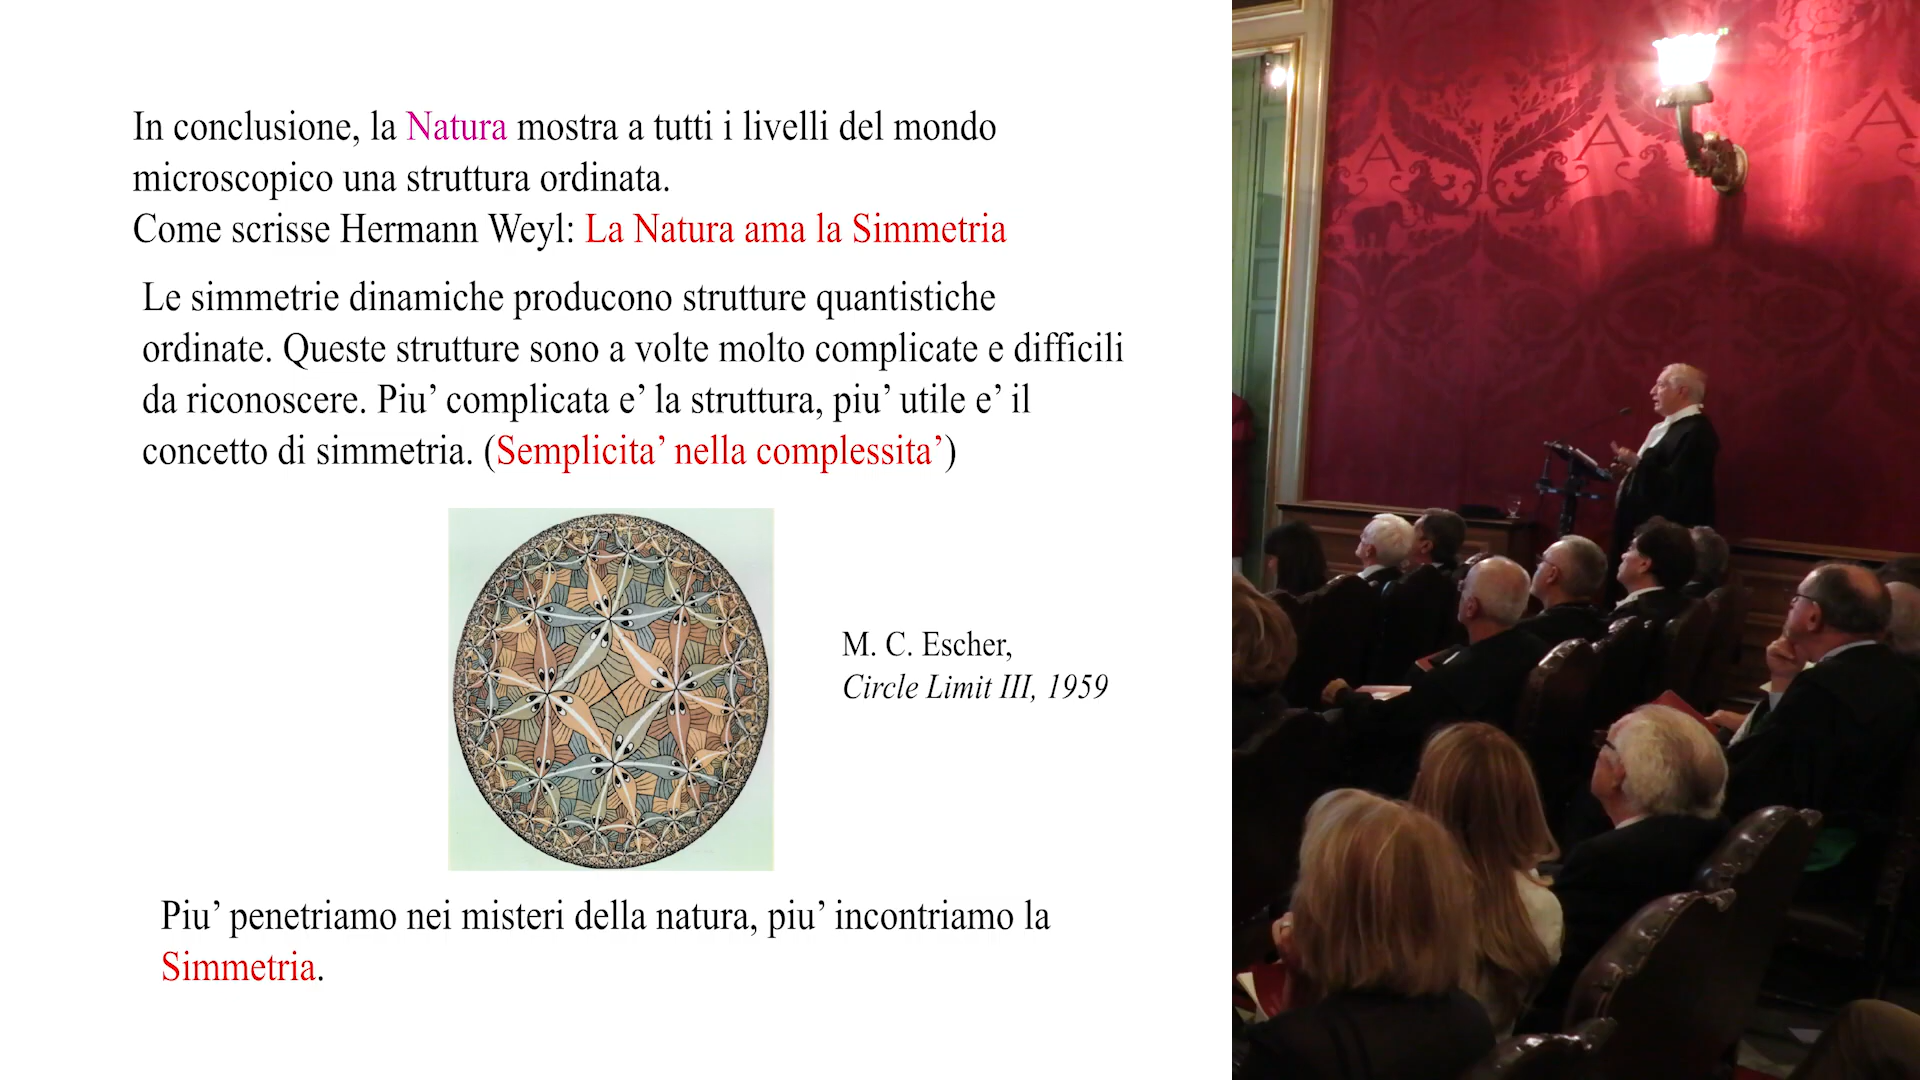 In conclusione, la Natura mostra a tutti i livelli del mondo
microscopico una struttura ordinata.
Come scrisse Hermann Weyl: La Natura ama la Simmetria
Le simmetrie dinamiche producono strutture quantistiche
ordinate. Queste strutture sono a volte molto complicate e difficili
da riconoscere. Piu’ complicata e’ la struttura, piu’ utile e’ il
concetto di simmetria. (Semplicita’ nella complessita’)
M. C. Escher,
Circle Limit III, 1959
Piu’ penetriamo nei misteri della natura, piu’ incontriamo la
Simmetria.
A A A